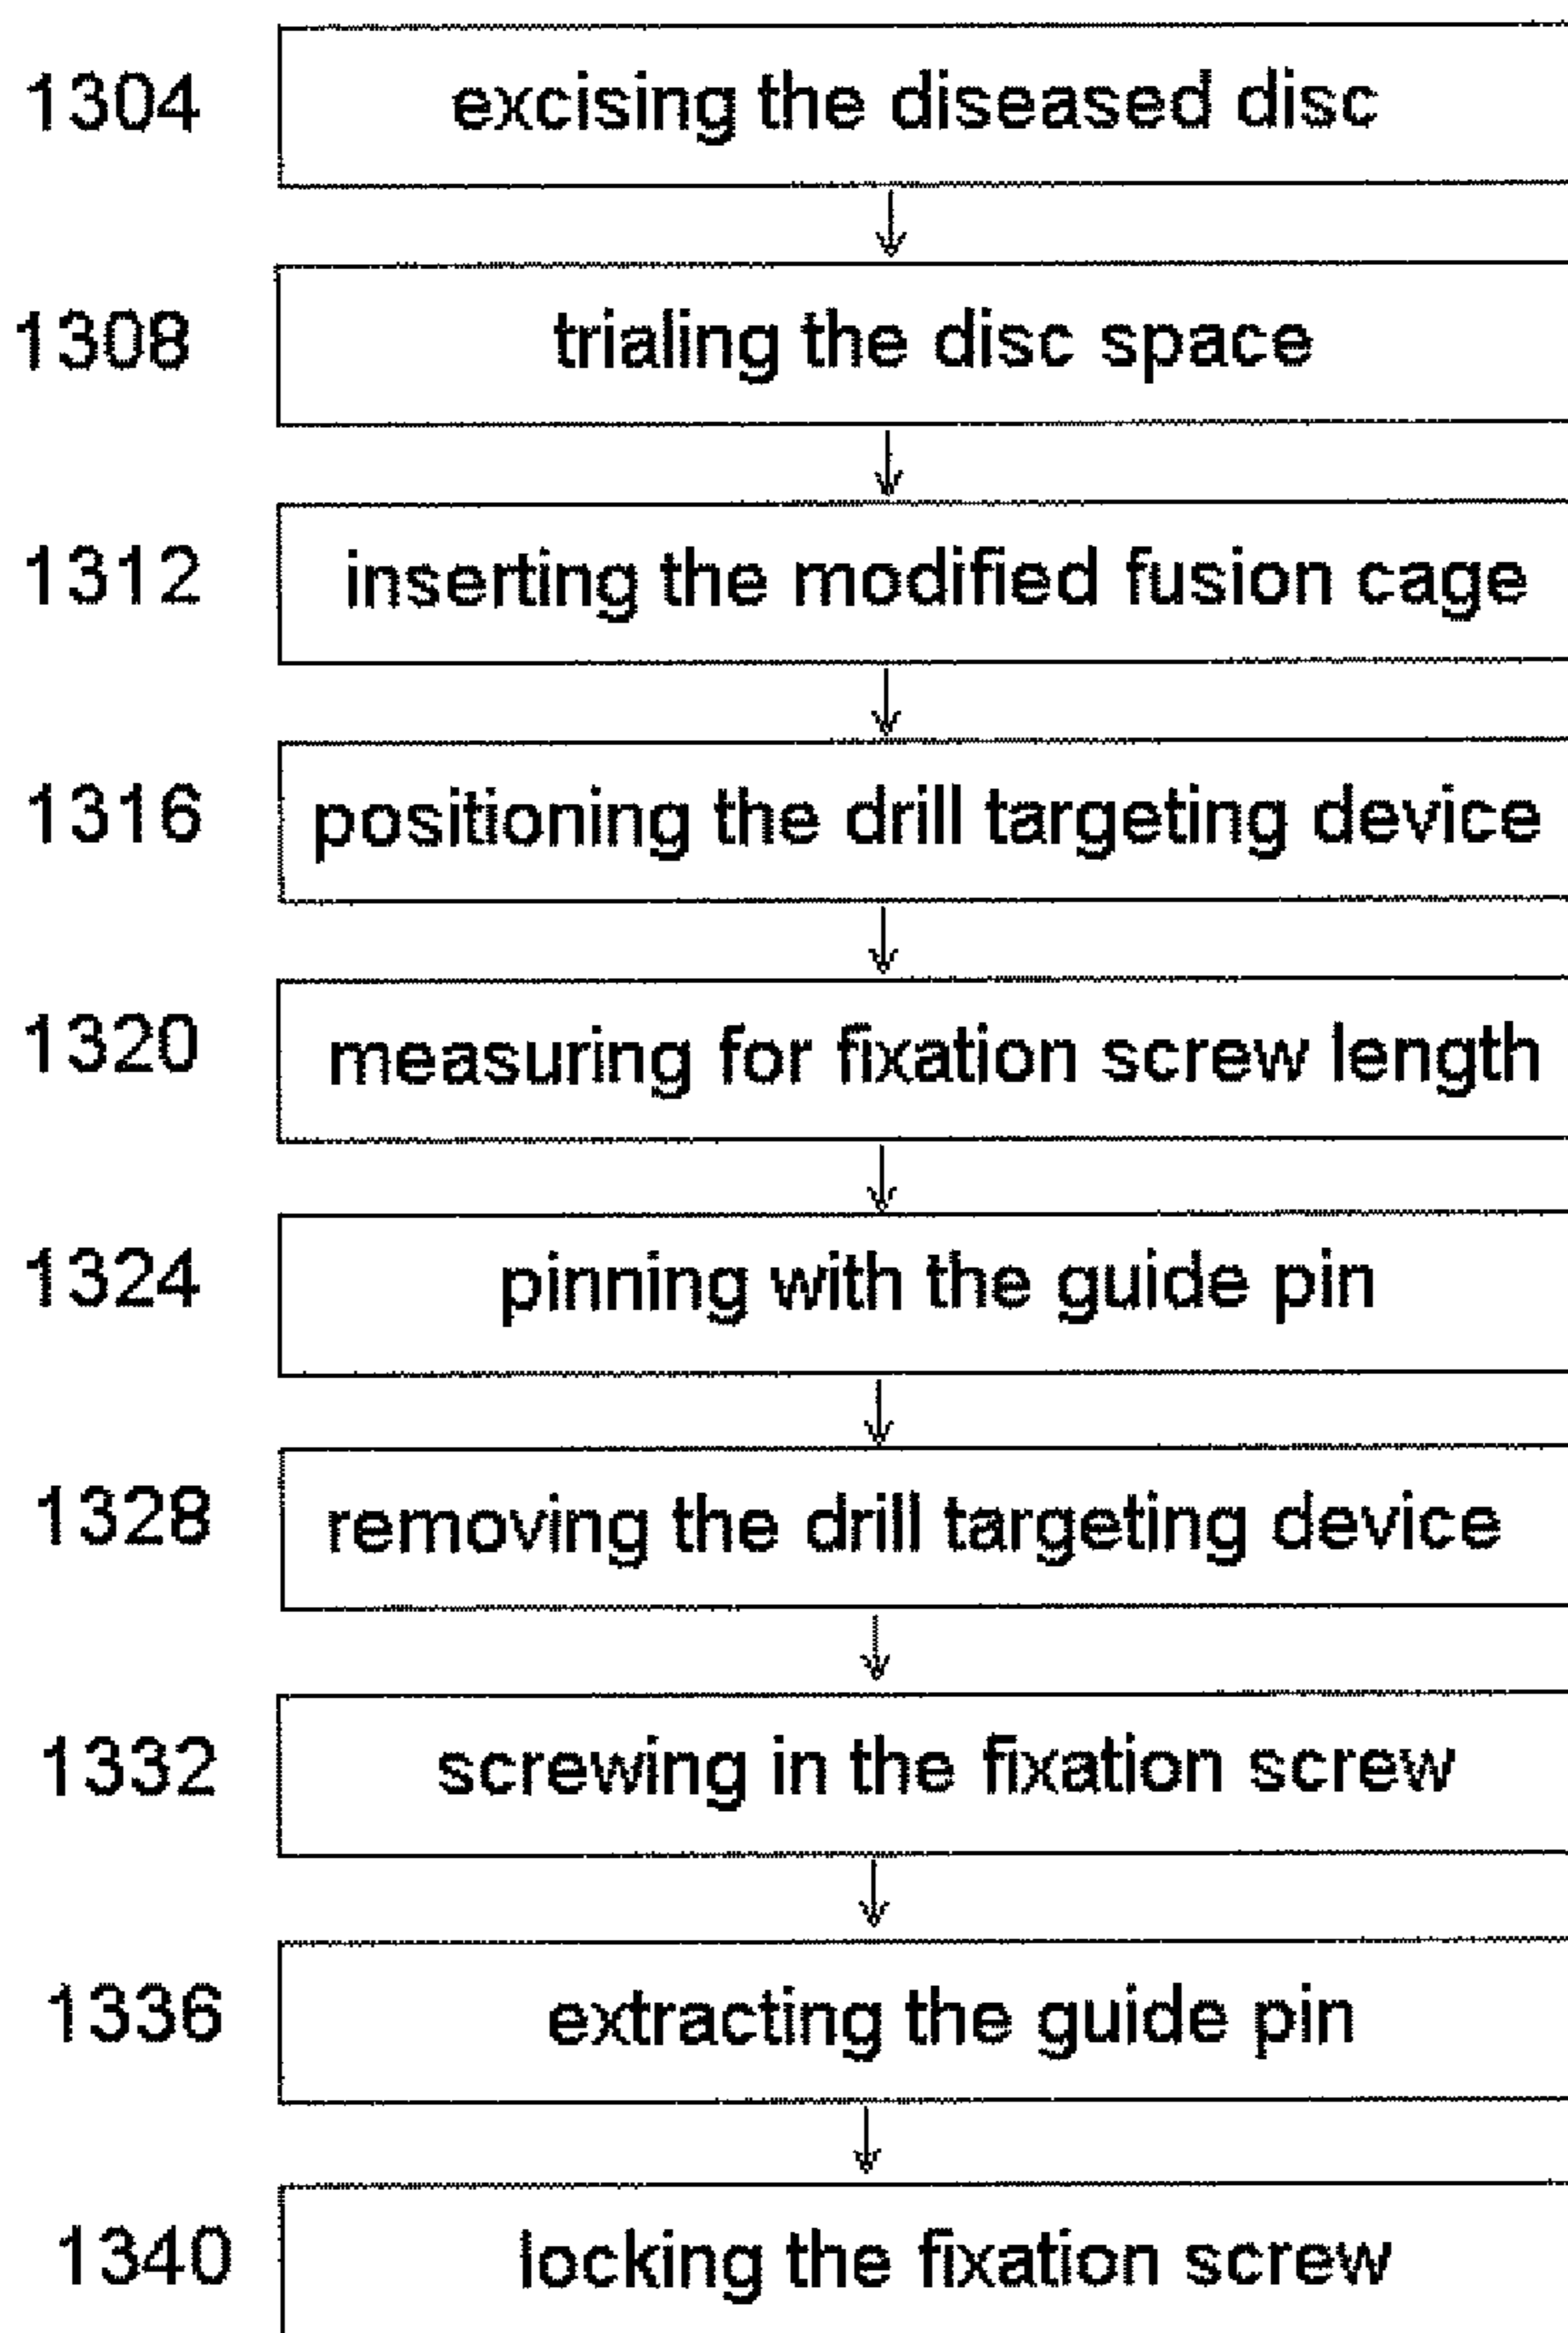 1304 excising the diseased disc
1308 trialing the disc space
1312 inserting the modified fusion cage
1316 positioning the drill targeting device
1320 measuring for fixation screw length
1324 pinning with the guide pin
1328 removing the drill targeting device
1332 screwing in the fixation screw
1336 extracting the guide pin
1340 locking the fixation screw